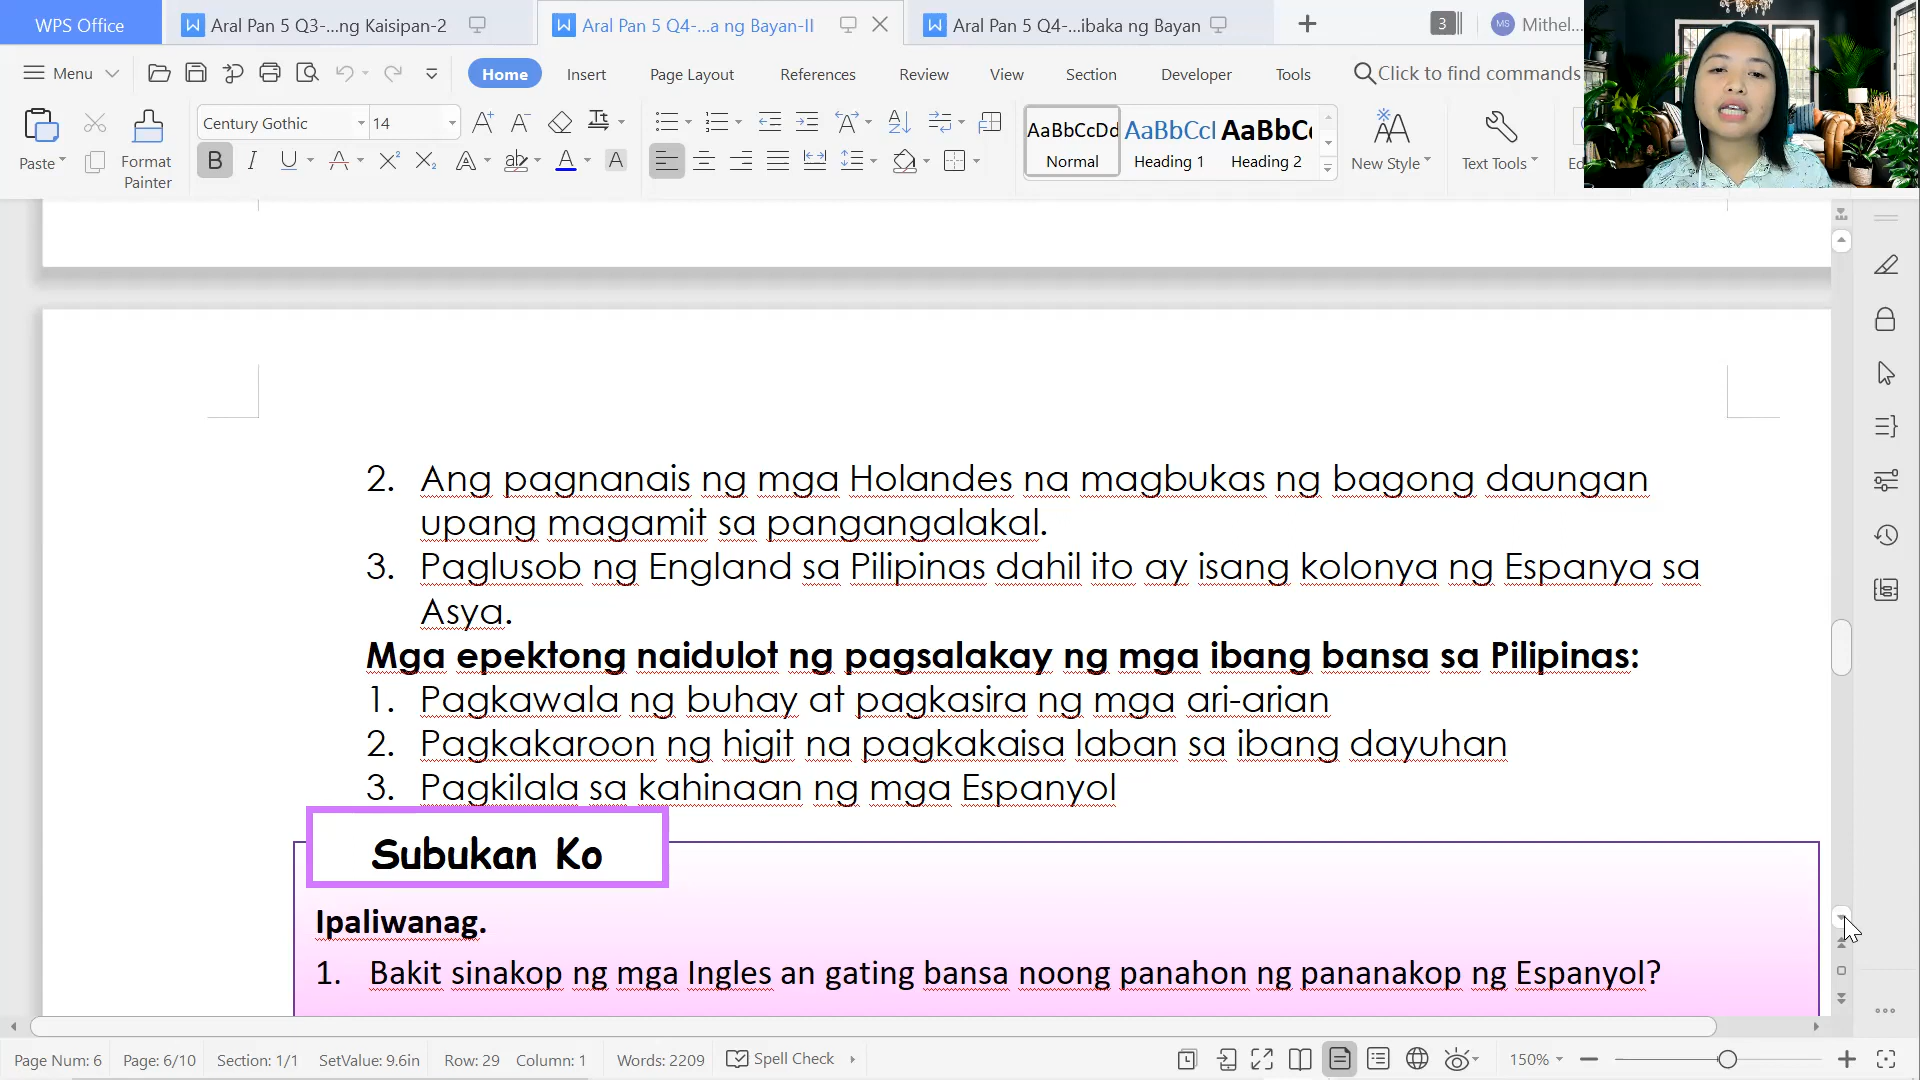 WPS Office
Aral Pan 5 Q3-...ng Kaisipan-2
Aral Pan 5 Q4-...a ng Bayan-II
Aral Pan 5 Q4-...ibaka ng Bayan
3
MS
Mithel...
Menu
Home
Insert
Page Layout
References
Review
View
Section
Developer
Tools
Click to find commands
Paste
Format
Painter
Century Gothic
14
AaBbCcDd
Normal
AaBbCcl
Heading 1
AaBbC
Heading 2
New Style
Text Tools
2. Ang pagnanais ng mga Holandes na magbukas ng bagong daungan
upang magamit sa pangangalakal.
3. Paglusob ng England sa Pilipinas dahil ito ay isang kolonya ng Espanya sa
Asya.
Mga epektong naidulot ng pagsalakay ng mga ibang bansa sa Pilipinas:
1. Pagkawala ng buhay at pagkasira ng mga ari-arian
2. Pagkakaroon ng higit na pagkakaisa laban sa ibang dayuhan
3. Pagkilala sa kahinaan ng mga Espanyol
Subukan Ko
Ipaliwanag.
1. Bakit sinakop ng mga Ingles an gating bansa noong panahon ng pananakop ng Espanyol?
Page Num: 6
Page: 6/10
Section: 1/1
SetValue: 9.6in
Row: 29
Column: 1
Words: 2209
Spell Check
150%